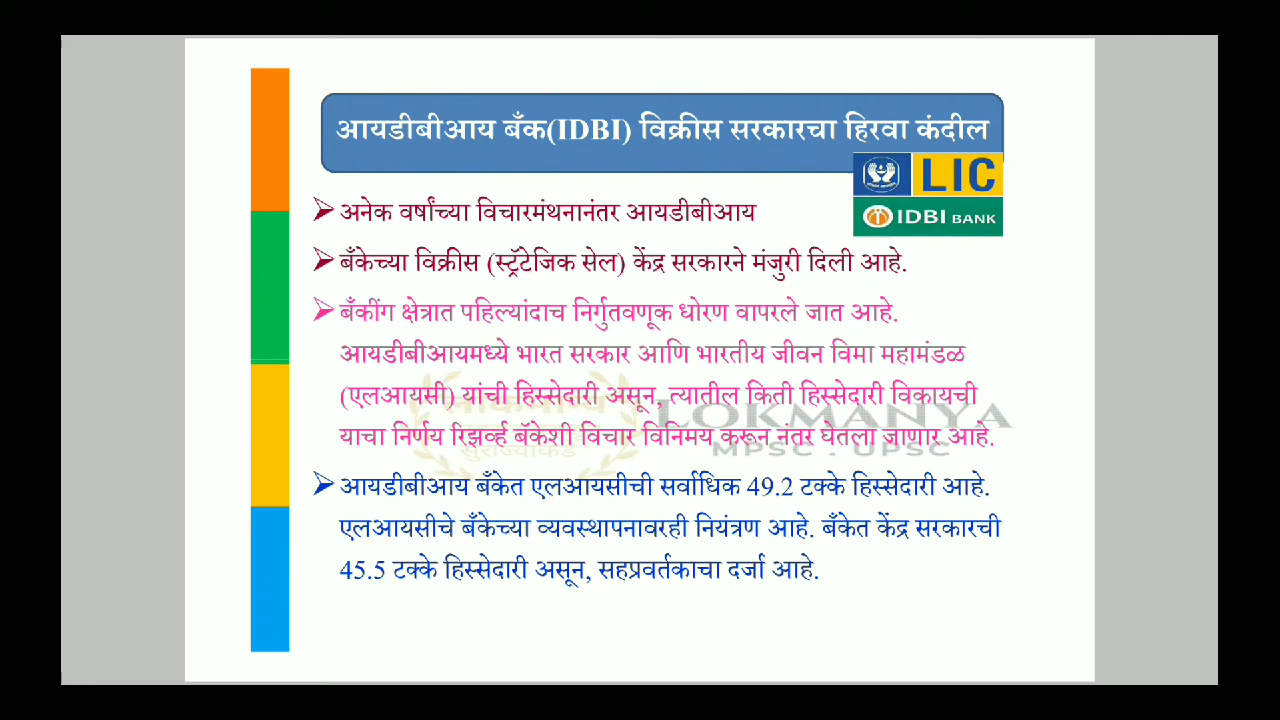 आयडीबीआय बँक(IDBI) विक्रीस सरकारचा हिरवा कंदील
LIC
IDBI BANK
➢ अनेक वर्षांच्या विचारमंथनानंतर आयडीबीआय
➢ बँकेच्या विक्रीस (स्ट्रॅटेजिक सेल) केंद्र सरकारने मंजुरी दिली आहे.
➢ बँकींग क्षेत्रात पहिल्यांदाच निर्गुतवणूक धोरण वापरले जात आहे.
आयडीबीआयमध्ये भारत सरकार आणि भारतीय जीवन विमा महामंडळ
(एलआयसी) यांची हिस्सेदारी असून, त्यातील किती हिस्सेदारी विकायची
याचा निर्णय रिझर्व्ह बॅकेशी विचार विनिमय करून नंतर घेतला जाणार आहे.
लोकमान्य
सुराज्याकडे
LOKMANYA
MPSC . UPSC
➢ आयडीबीआय बँकेत एलआयसीची सर्वाधिक 49.2 टक्के हिस्सेदारी आहे.
एलआयसीचे बँकेच्या व्यवस्थापनावरही नियंत्रण आहे. बँकेत केंद्र सरकारची
45.5 टक्के हिस्सेदारी असून, सहप्रवर्तकाचा दर्जा आहे.